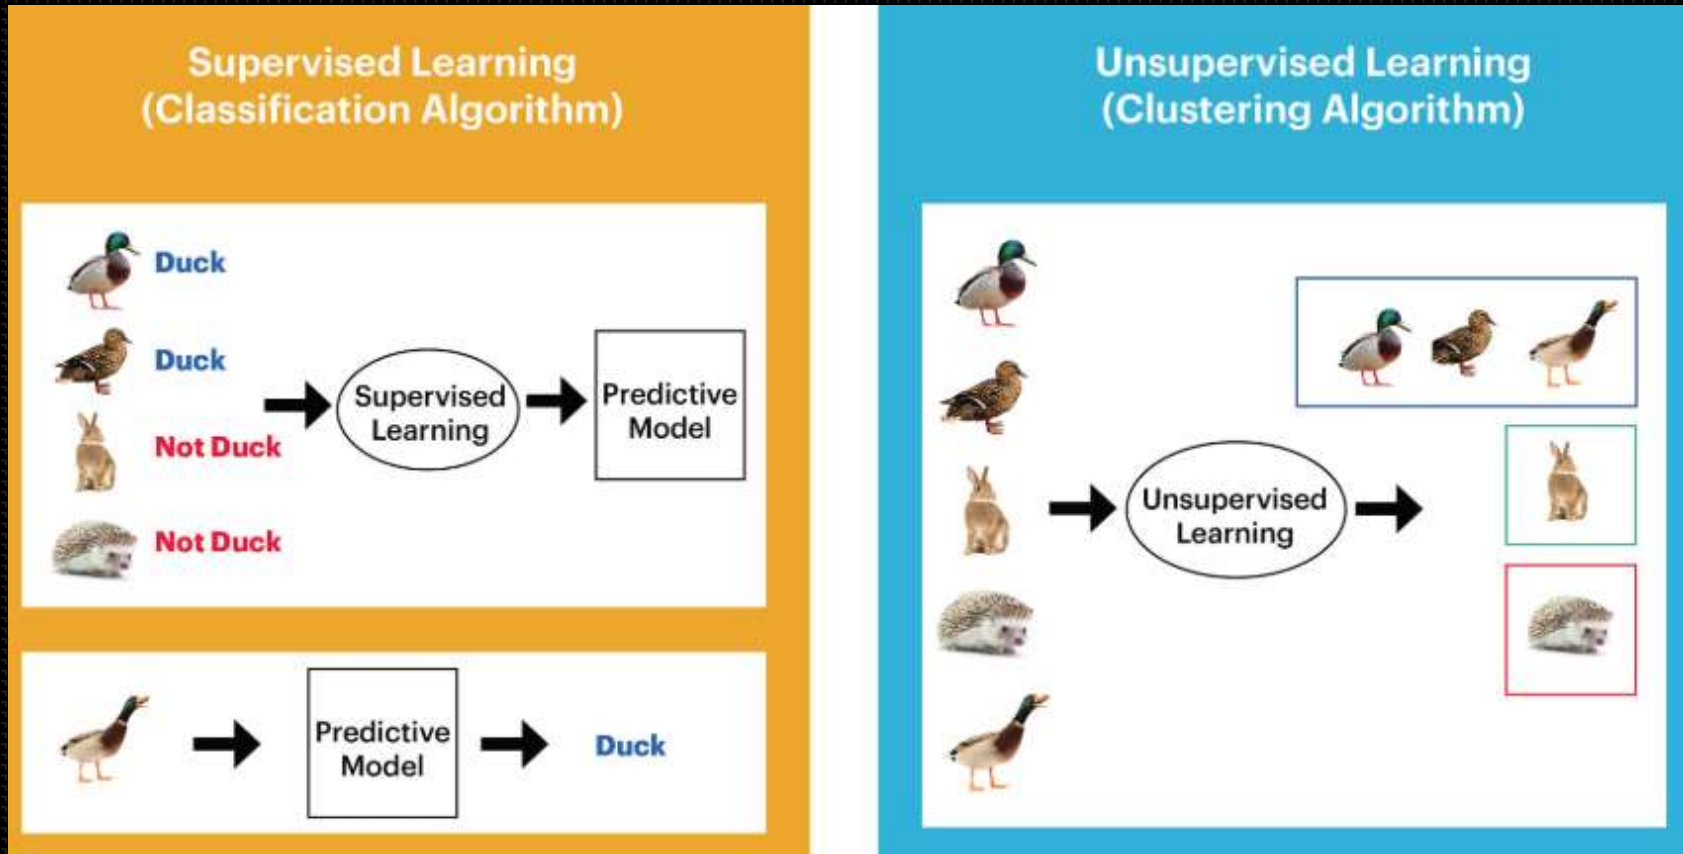 Supervised Learning
(Classification Algorithm)
Duck
Duck
Not Duck
Not Duck
Supervised
Learning
Predictive
Model
Predictive
Model
Duck
Unsupervised Learning
(Clustering Algorithm)
Unsupervised
Learning